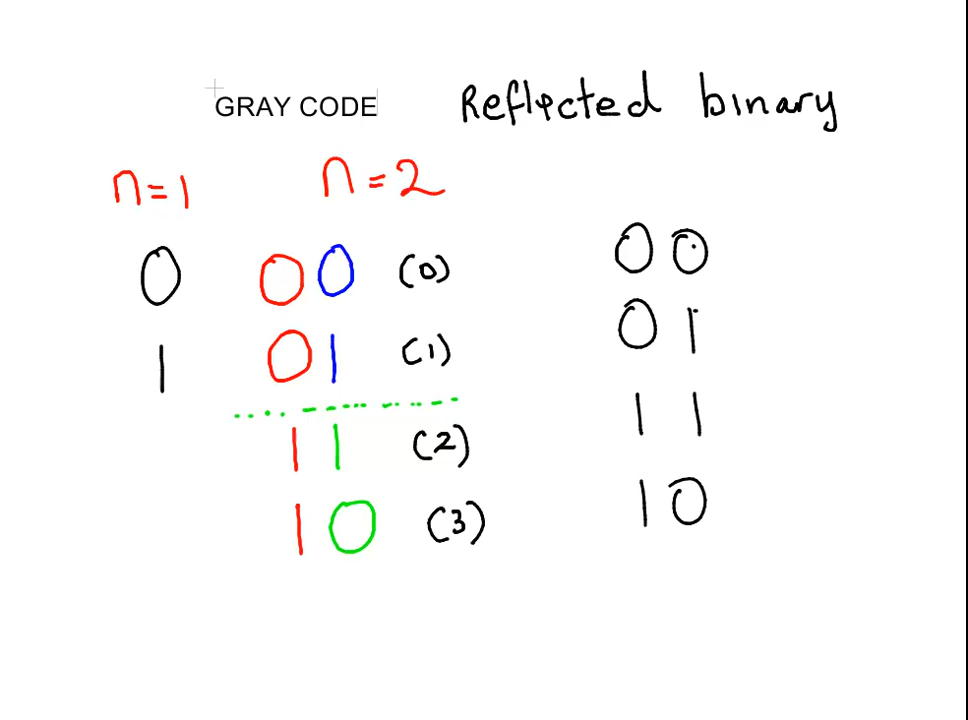 GRAY CODE Reflected binary
n=1 n=2
0 00 (0) 00
1 01 (1) 01
11 (2) 11
10 (3) 10